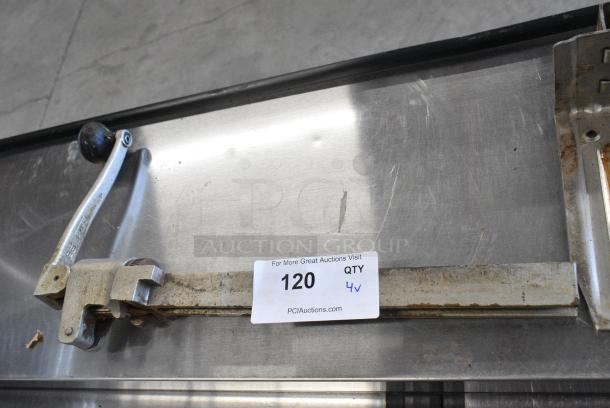 PCI
AUCTION GROUP
For More Great Auctions Visit
120 QTY
4v
PCIAuctions.com